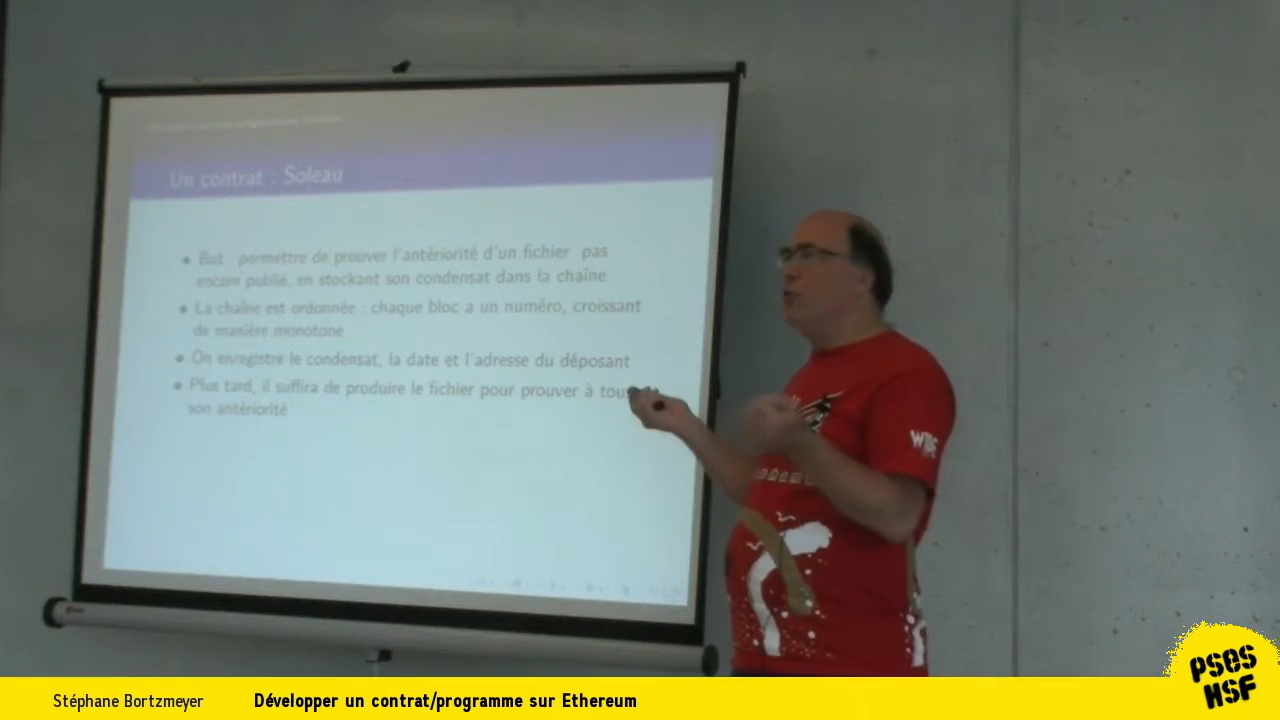 Un contrat : Soleau
But : permettre de prouver l'antériorité d'un fichier pas
encore publié, en stockant son condensat dans la chaîne
La chaîne est ordonnée : chaque bloc a un numéro, croissant
de manière monotone
On enregistre le condensat, la date et l'adresse du déposant
Plus tard, il suffira de produire le fichier pour prouver à tous
son antériorité
WIPE
Stéphane Bortzmeyer
Développer un contrat/programme sur Ethereum
PSES
HSF